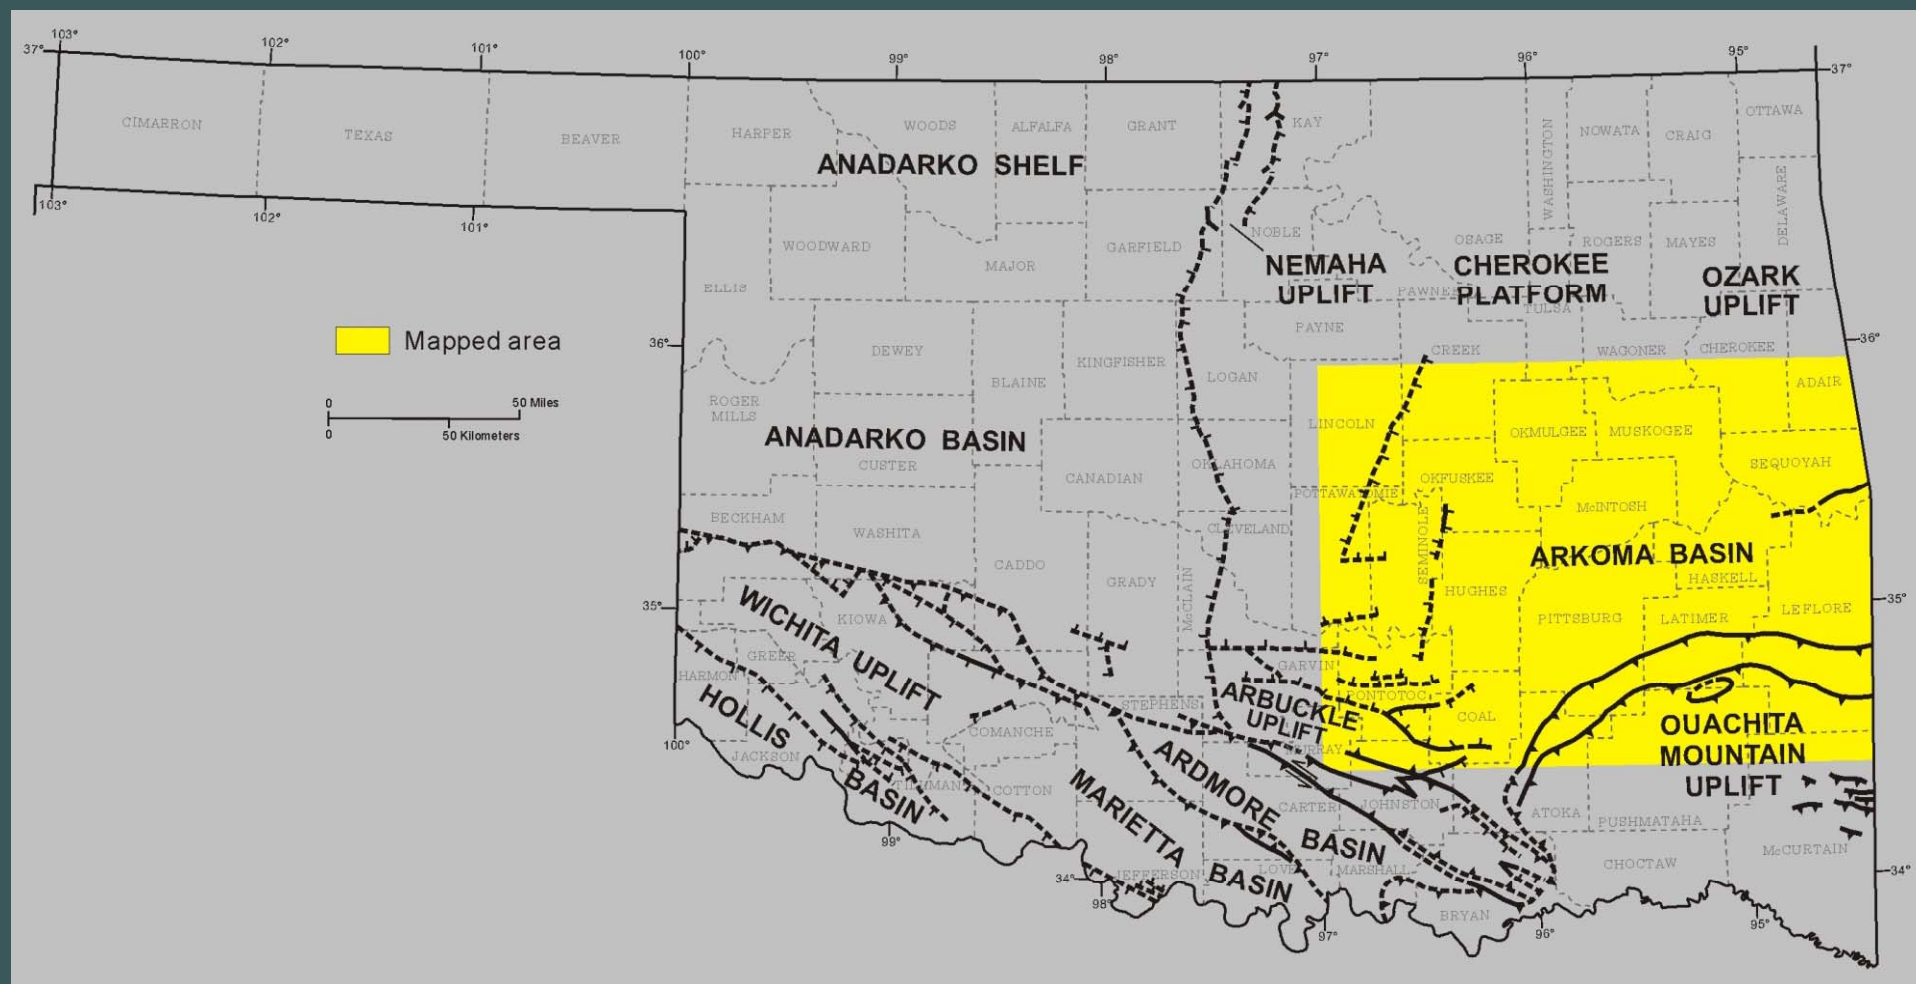 103°
102°
101°
100°
99°
98°
97°
96°
95°
37°
37°
CIMARRON
TEXAS
BEAVER
HARPER
WOODS
ALFALFA
GRANT
KAY
WASHINGTON
NOWATA
CRAIG
OTTAWA
ANADARKO SHELF
103°
102°
101°
WOODWARD
MAJOR
GARFIELD
NOBLE
OSAGE
ROGERS
MAYES
DELAWARE
NEMAHA
UPLIFT
CHEROKEE
PLATFORM
OZARK
UPLIFT
ELLIS
PAWNEE
TULSA
PAYNE
CREEK
WAGONER
CHEROKEE
ADAIR
Mapped area
36°
36°
DEWEY
BLAINE
KINGFISHER
LOGAN
LINCOLN
0
50 Miles
0
50 Kilometers
ROGER
MILLS
ANADARKO BASIN
OKMULGEE
MUSKOGEE
SEQUOYAH
CUSTER
CANADIAN
OKLAHOMA
POTTAWATOMIE
OKFUSKEE
McINTOSH
BECKHAM
WASHITA
CLEVELAND
SEMINOLE
ARKOMA BASIN
CADDO
GRADY
McCLAIN
HUGHES
HASKELL
35°
35°
WICHITA UPLIFT
KIOWA
PITTSBURG
LATIMER
LEFLORE
GREER
HARMON
GARVIN
HOLLIS
BASIN
STEPHENS
ARBUCKLE
UPLIFT
PONTOTOC
COAL
OUACHITA
MOUNTAIN
UPLIFT
100°
JACKSON
COMANCHE
MURRAY
TILLMAN
COTTON
MARIETTA
BASIN
ARDMORE
BASIN
CARTER
JOHNSTON
ATOKA
PUSHMATAHA
McCURTAIN
99°
34°
JEFFERSON
LOVE
MARSHALL
CHOCTAW
34°
98°
BRYAN
97°
96°
95°